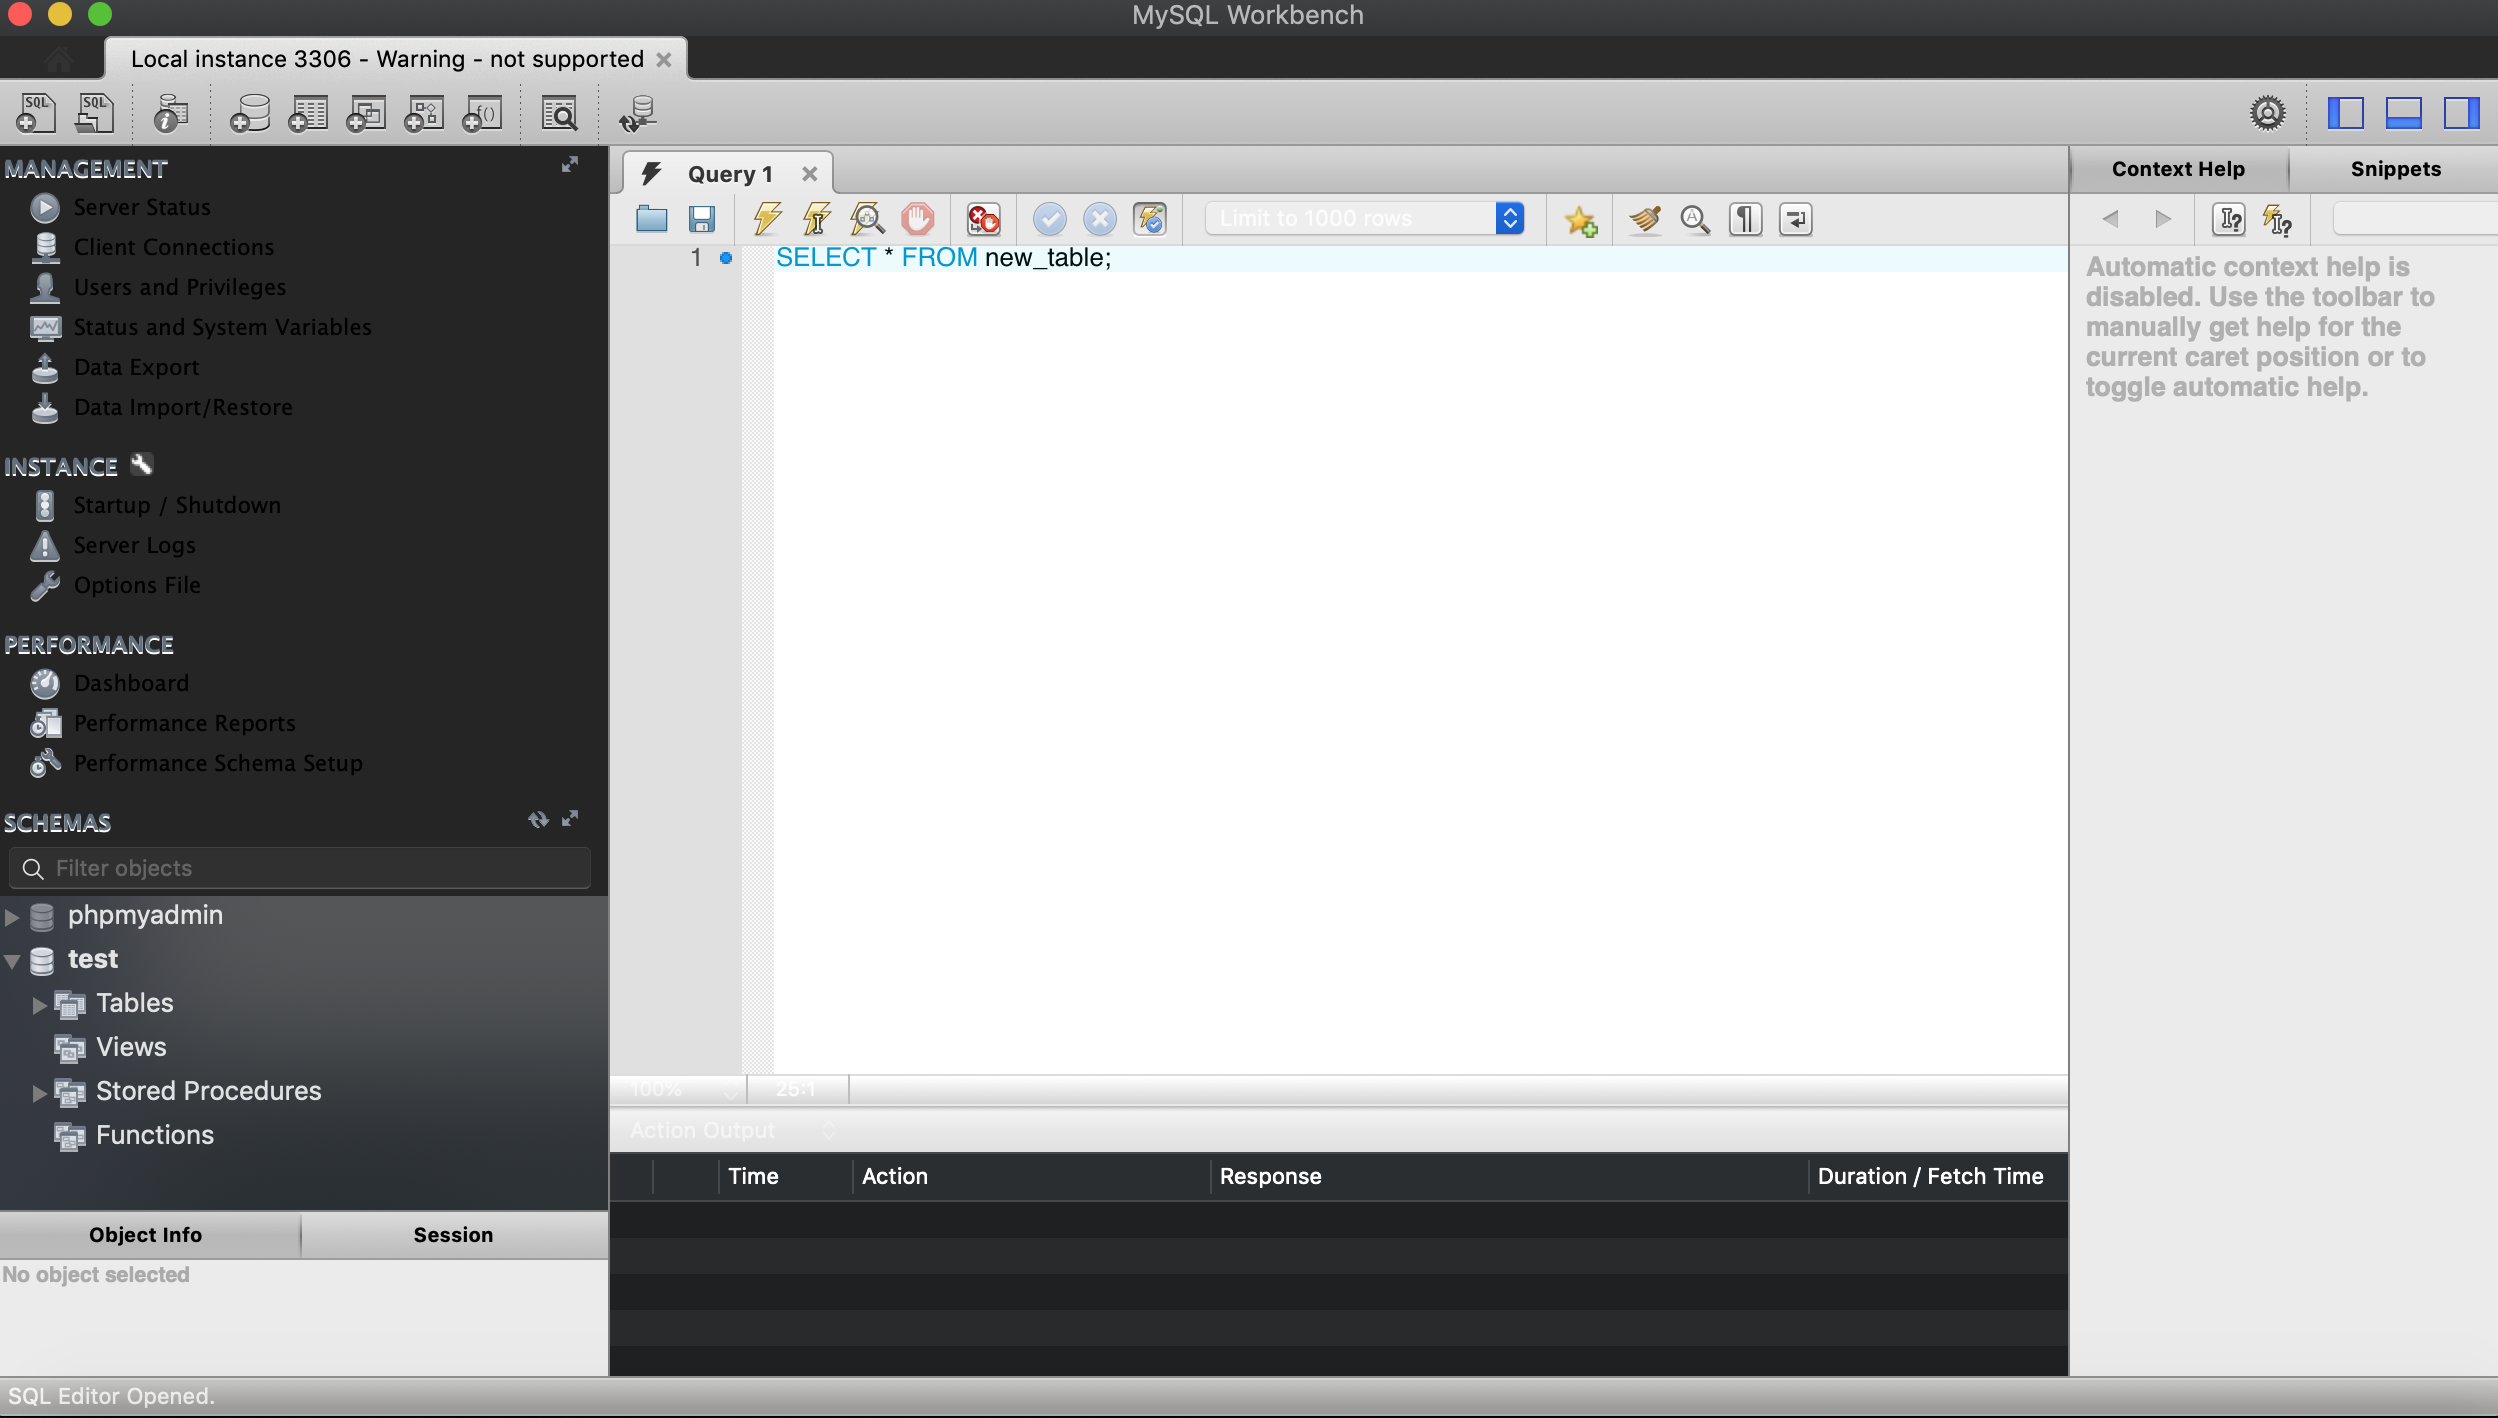 MySQL Workbench
Local instance 3306 - Warning - not supported
SQL
SQL
MANAGEMENT
Server Status
Client Connections
Users and Privileges
Status and System Variables
Data Export
Data Import/Restore
INSTANCE
Startup / Shutdown
Server Logs
Options File
PERFORMANCE
Dashboard
Performance Reports
Performance Schema Setup
SCHEMAS
Filter objects
phpmyadmin
test
Tables
Views
Stored Procedures
Functions
Object Info Session
No object selected
Query 1
Limit to 1000 rows
1 SELECT * FROM new_table;
100% 25:1
Action Output
Time Action Response Duration / Fetch Time
Context Help Snippets
Automatic context help is
disabled. Use the toolbar to
manually get help for the
current caret position or to
toggle automatic help.
SQL Editor Opened.